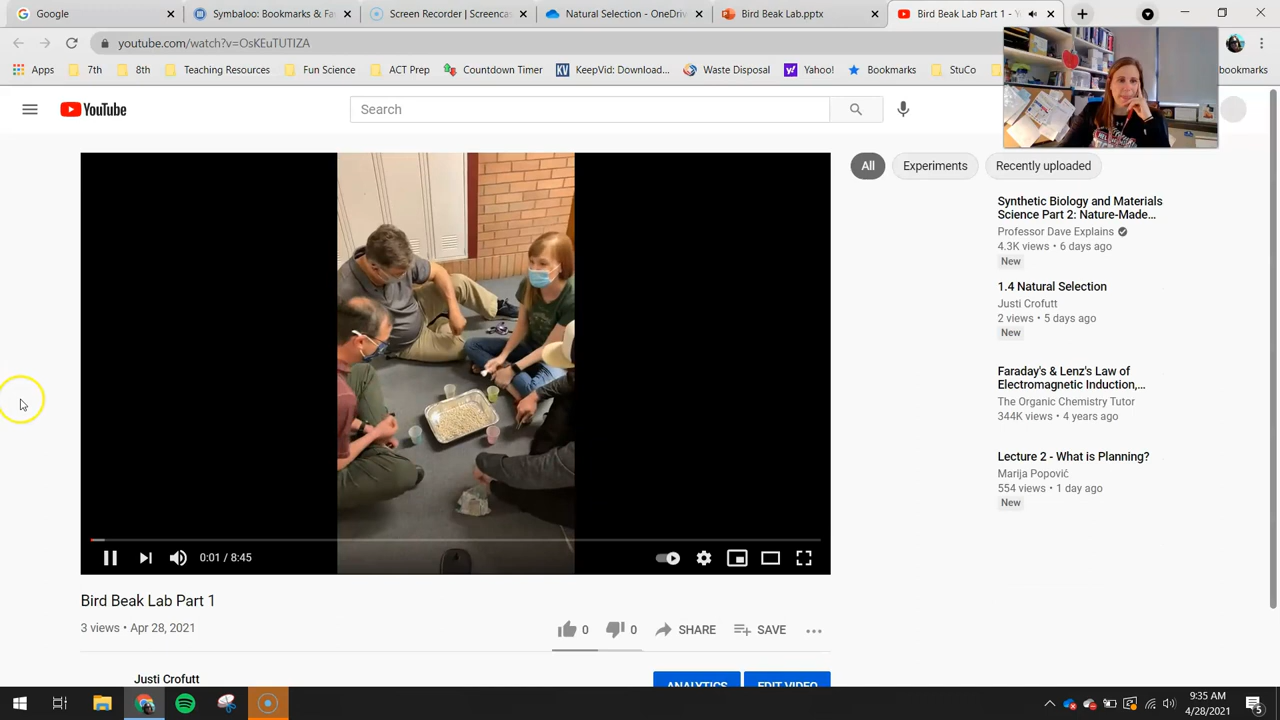 Google
Symbaloo: Bookmarks & Fa
Screen Recorder | Screencas
Natural Selection - OneDriv
Bird Beak Lab.pptx
Bird Beak Lab Part 1 - Y
youtube.com/watch?v=OsKEuTUTIZA
Apps
7th
8th
Teaching Resources
Fun Science
ACT Prep
Countdown Timer
KeepVid: Download...
Waste Disposal
Yahoo!
Bookmarks
StuCo
bookmarks
YouTube
Search
All
Experiments
Recently uploaded
Synthetic Biology and Materials
Science Part 2: Nature-Made...
Professor Dave Explains
4.3K views • 6 days ago
New
1.4 Natural Selection
Justi Crofutt
2 views • 5 days ago
New
Faraday's & Lenz's Law of
Electromagnetic Induction,...
The Organic Chemistry Tutor
344K views • 4 years ago
Lecture 2 - What is Planning?
Marija Popović
554 views • 1 day ago
New
0:01 / 8:45
Bird Beak Lab Part 1
3 views • Apr 28, 2021
0
0
SHARE
SAVE
Justi Crofutt
ANALYTICS
EDIT VIDEO
9:35 AM
4/28/2021
5